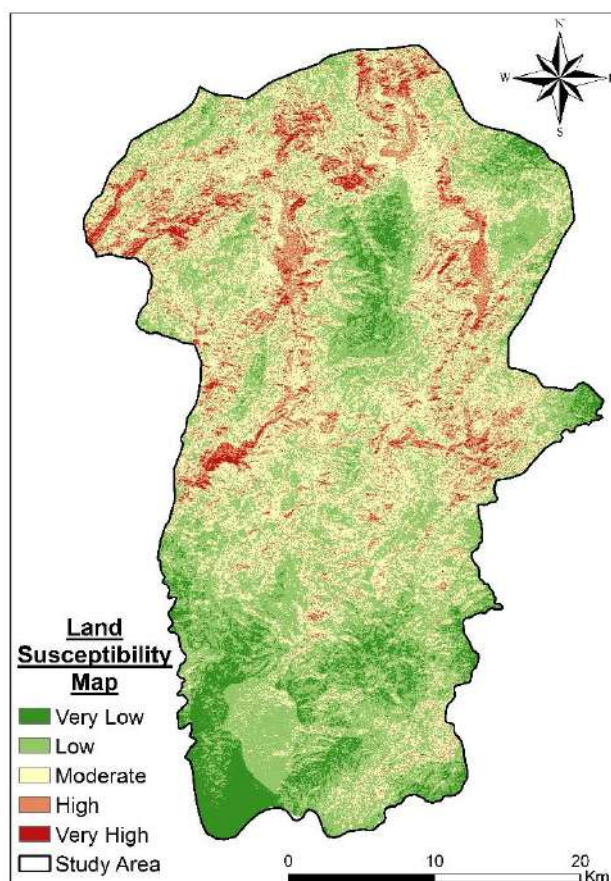 N
W
S
Land
Susceptibility
Map
Very Low
Low
Moderate
High
Very High
Study Area
0 10 20
Km